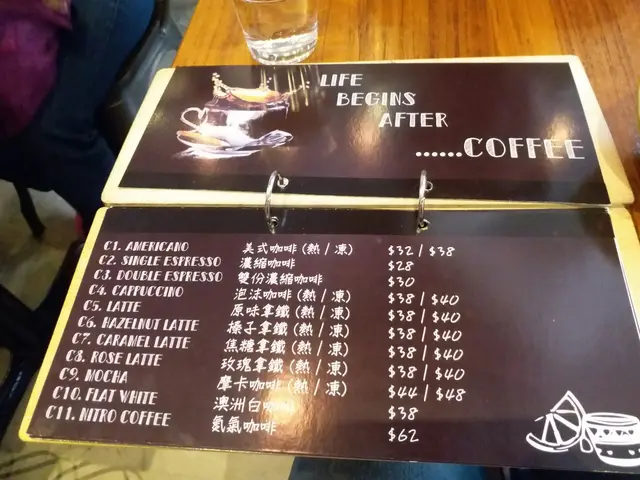 LIFE
BEGINS
AFTER
......COFFEE
C1. AMERICANO 美式咖啡 (熱 / 凍) $32 | $38
C2. SINGLE ESPRESSO 濃縮咖啡 $28
C3. DOUBLE ESPRESSO 雙份濃縮咖啡 $30
C4. CAPPUCCINO 泡沫咖啡 (熱 / 凍) $38 | $40
C5. LATTE 原味拿鐵 (熱 / 凍) $38 | $40
C6. HAZELNUT LATTE 榛子拿鐵 (熱 / 凍) $38 | $40
C7. CARAMEL LATTE 焦糖拿鐵 (熱 / 凍) $38 | $40
C8. ROSE LATTE 玫瑰拿鐵 (熱 / 凍) $38 | $40
C9. MOCHA 摩卡咖啡 (熱 / 凍) $44 | $48
C10. FLAT WHITE 澳洲白咖啡 $38
C11. NITRO COFFEE 氮氣咖啡 $62